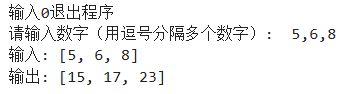 输入0退出程序
请输入数字（用逗号分隔多个数字）： 5,6,8
输入: [5, 6, 8]
输出: [15, 17, 23]